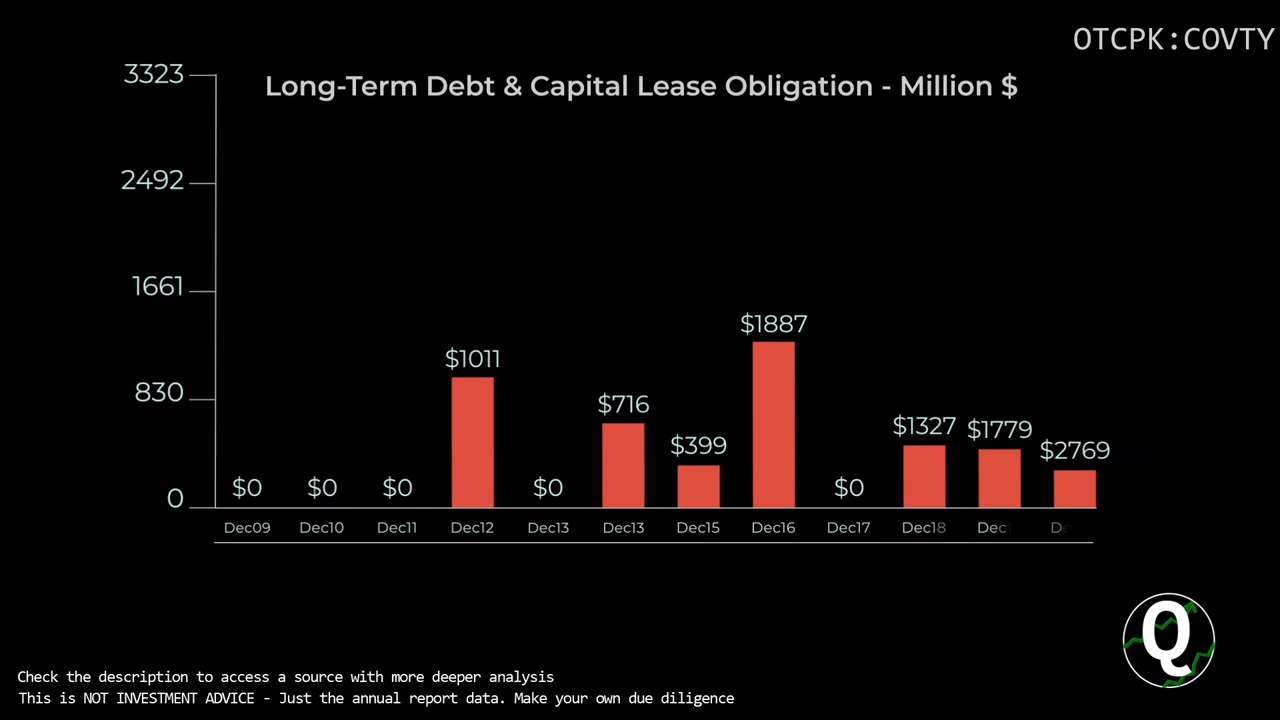 OTCPK:COVTY
Long-Term Debt & Capital Lease Obligation - Million $
3323
2492
1661
830
0
$0 $0 $0 $1011 $0 $716 $399 $1887 $0 $1327 $1779 $2769
Dec09 Dec10 Dec11 Dec12 Dec13 Dec13 Dec15 Dec16 Dec17 Dec18 Dec
Q
Check the description to access a source with more deeper analysis
This is NOT INVESTMENT ADVICE - Just the annual report data. Make your own due diligence